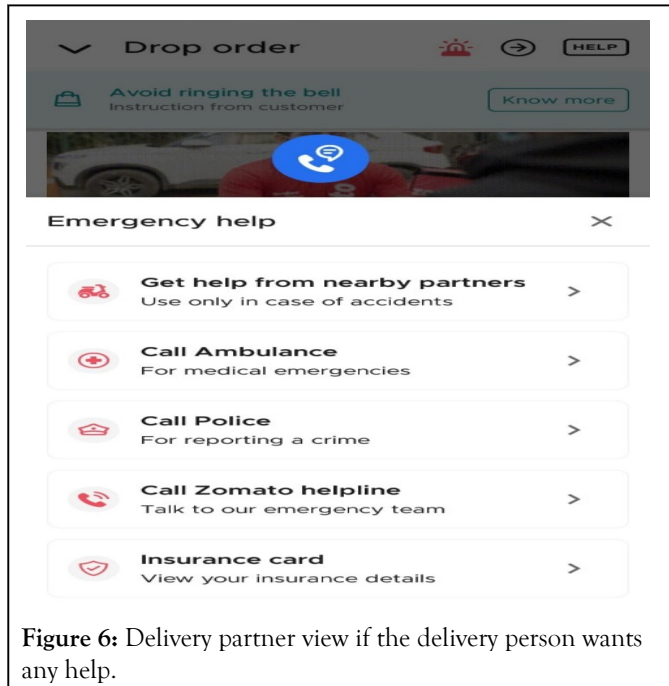 Drop order
HELP
Avoid ringing the bell
Instruction from customer
Know more
Emergency help
Get help from nearby partners
Use only in case of accidents
Call Ambulance
For medical emergencies
Call Police
For reporting a crime
Call Zomato helpline
Talk to our emergency team
Insurance card
View your insurance details
Figure 6: Delivery partner view if the delivery person wants
any help.